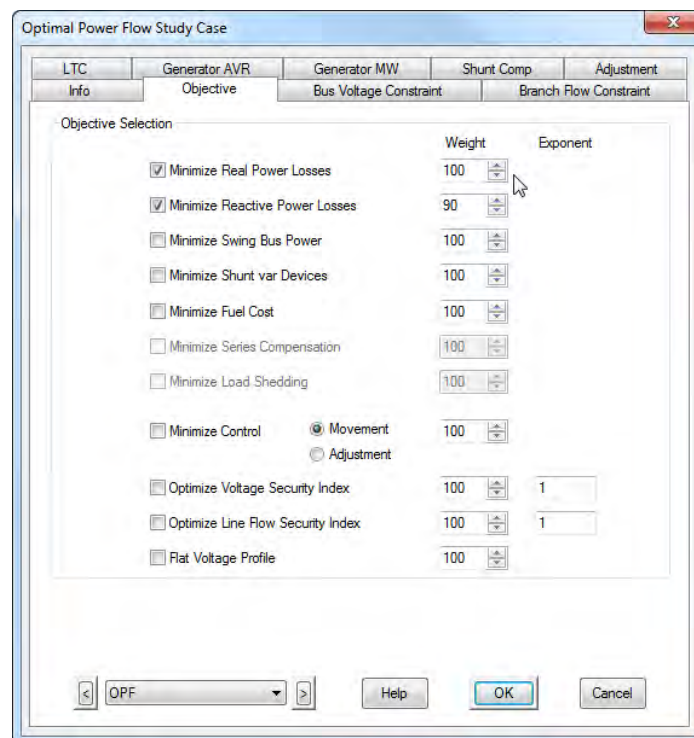 Optimal Power Flow Study Case
LTC Generator AVR Generator MW Shunt Comp Adjustment
Info Objective Bus Voltage Constraint Branch Flow Constraint
Objective Selection
Weight Exponent
Minimize Real Power Losses 100
Minimize Reactive Power Losses 90
Minimize Swing Bus Power 100
Minimize Shunt var Devices 100
Minimize Fuel Cost 100
Minimize Series Compensation 100
Minimize Load Shedding 100
Minimize Control Movement 100
Adjustment
Optimize Voltage Security Index 100 1
Optimize Line Flow Security Index 100 1
Flat Voltage Profile 100
< OPF > Help OK Cancel